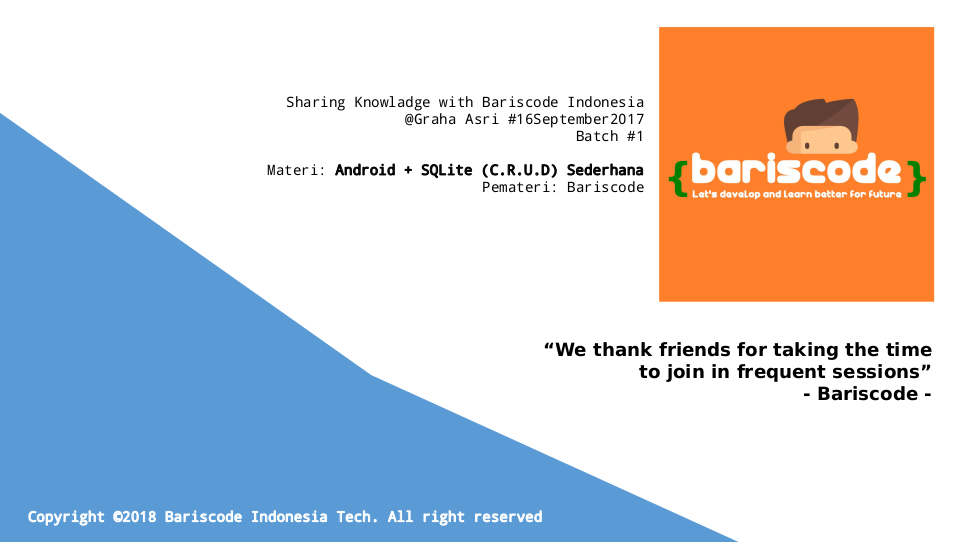 Sharing Knowladge with Bariscode Indonesia
@Graha Asri #16September2017
Batch #1
Materi: Android + SQLite (C.R.U.D) Sederhana
Pemateri: Bariscode
{bariscode}
Let's develop and learn better for future
“We thank friends for taking the time
to join in frequent sessions”
- Bariscode -
Copyright ©2018 Bariscode Indonesia Tech. All right reserved